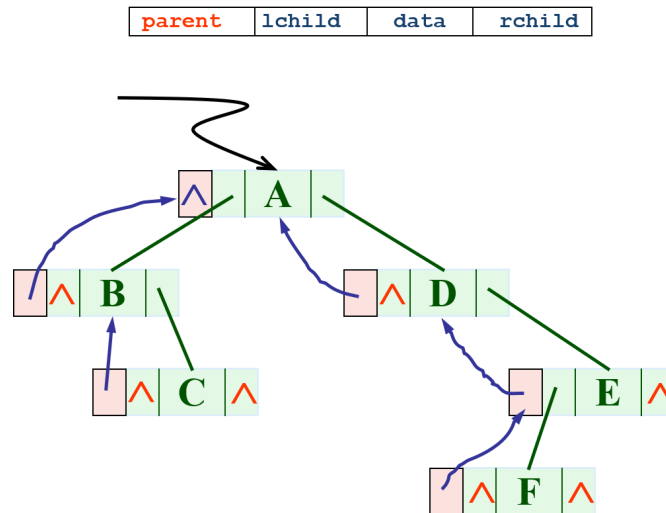 parent lchild data rchild
∧ A
∧ B ∧ D
∧ C ∧ E ∧
∧ F ∧